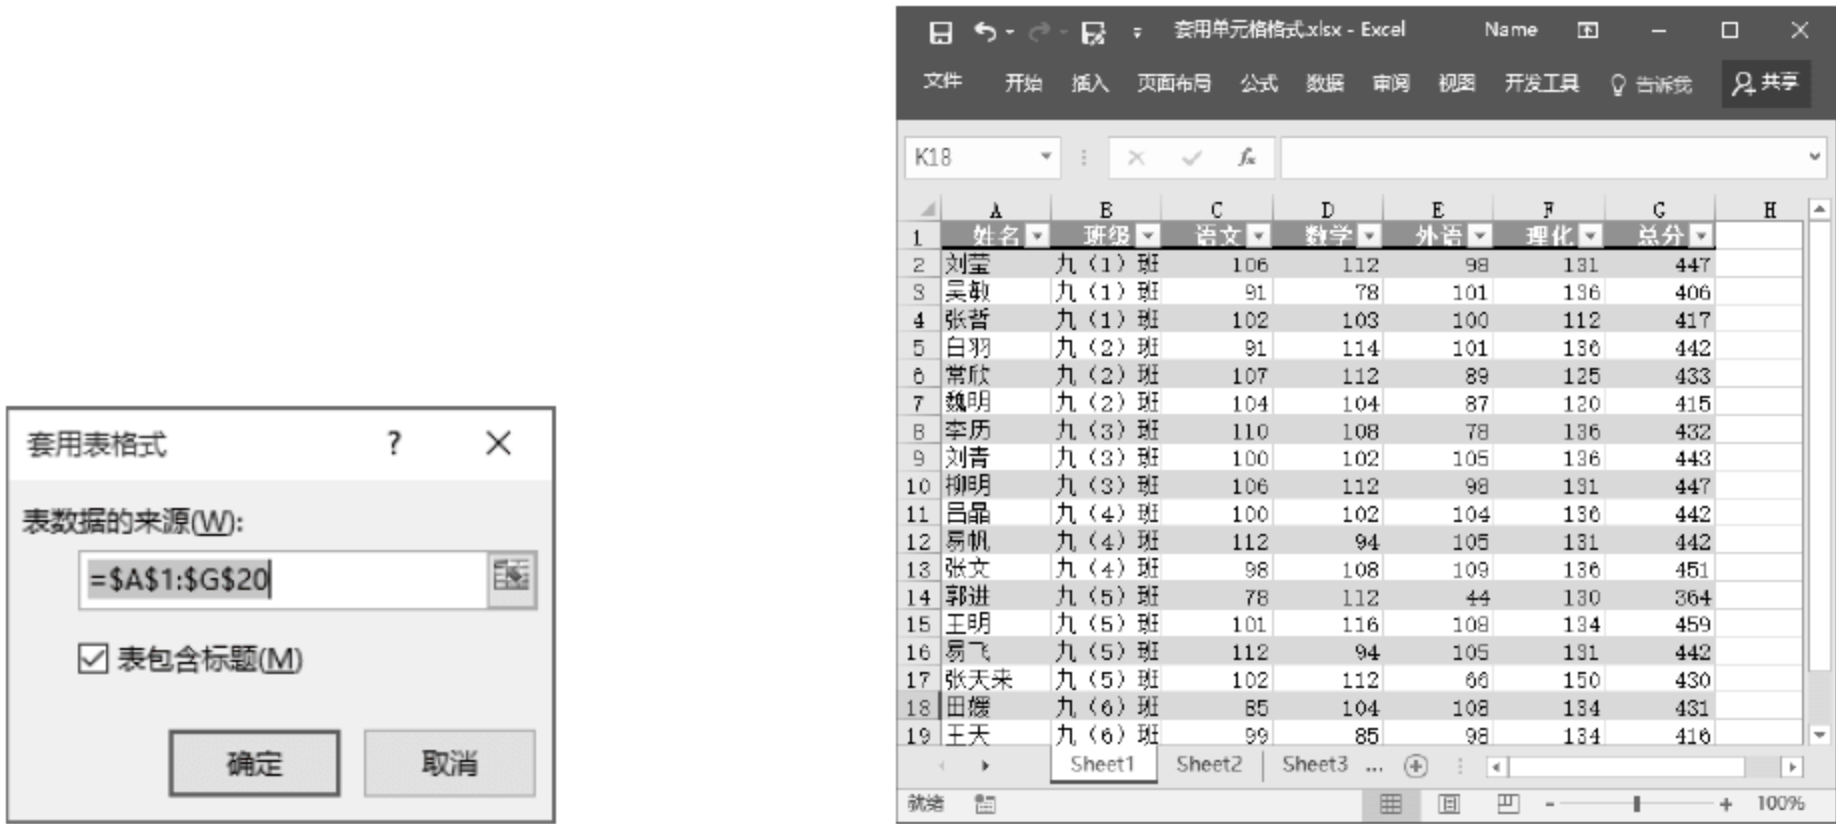 套用表格式 ? ×
表数据的来源(W):
=$A$1:$G$20
表包含标题(M)
确定 取消
套用单元格格式.xlsx - Excel Name
文件 开始 插入 页面布局 公式 数据 审阅 视图 开发工具 告诉我 共享
K18 fx
A B C D E F G H
1 姓名 班级 语文 数学 外语 理化 总分
2 刘莹 九（1）班 106 112 98 131 447
3 吴敏 九（1）班 91 78 101 136 406
4 张哲 九（1）班 102 103 100 112 417
5 白羽 九（2）班 91 114 101 136 442
6 常欣 九（2）班 107 112 89 125 433
7 魏明 九（2）班 104 104 87 120 415
8 李历 九（3）班 110 108 78 136 432
9 刘青 九（3）班 100 102 105 136 443
10 柳明 九（3）班 106 112 98 131 447
11 吕晶 九（4）班 100 102 104 136 442
12 易帆 九（4）班 112 94 105 131 442
13 张文 九（4）班 98 108 109 136 451
14 郭进 九（5）班 78 112 44 130 364
15 王明 九（5）班 101 116 108 134 459
16 易飞 九（5）班 112 94 105 131 442
17 张天来 九（5）班 102 112 66 150 430
18 田媛 九（6）班 85 104 108 134 431
19 王天 九（6）班 99 85 98 134 416
Sheet1 Sheet2 Sheet3 ...
就绪 100%